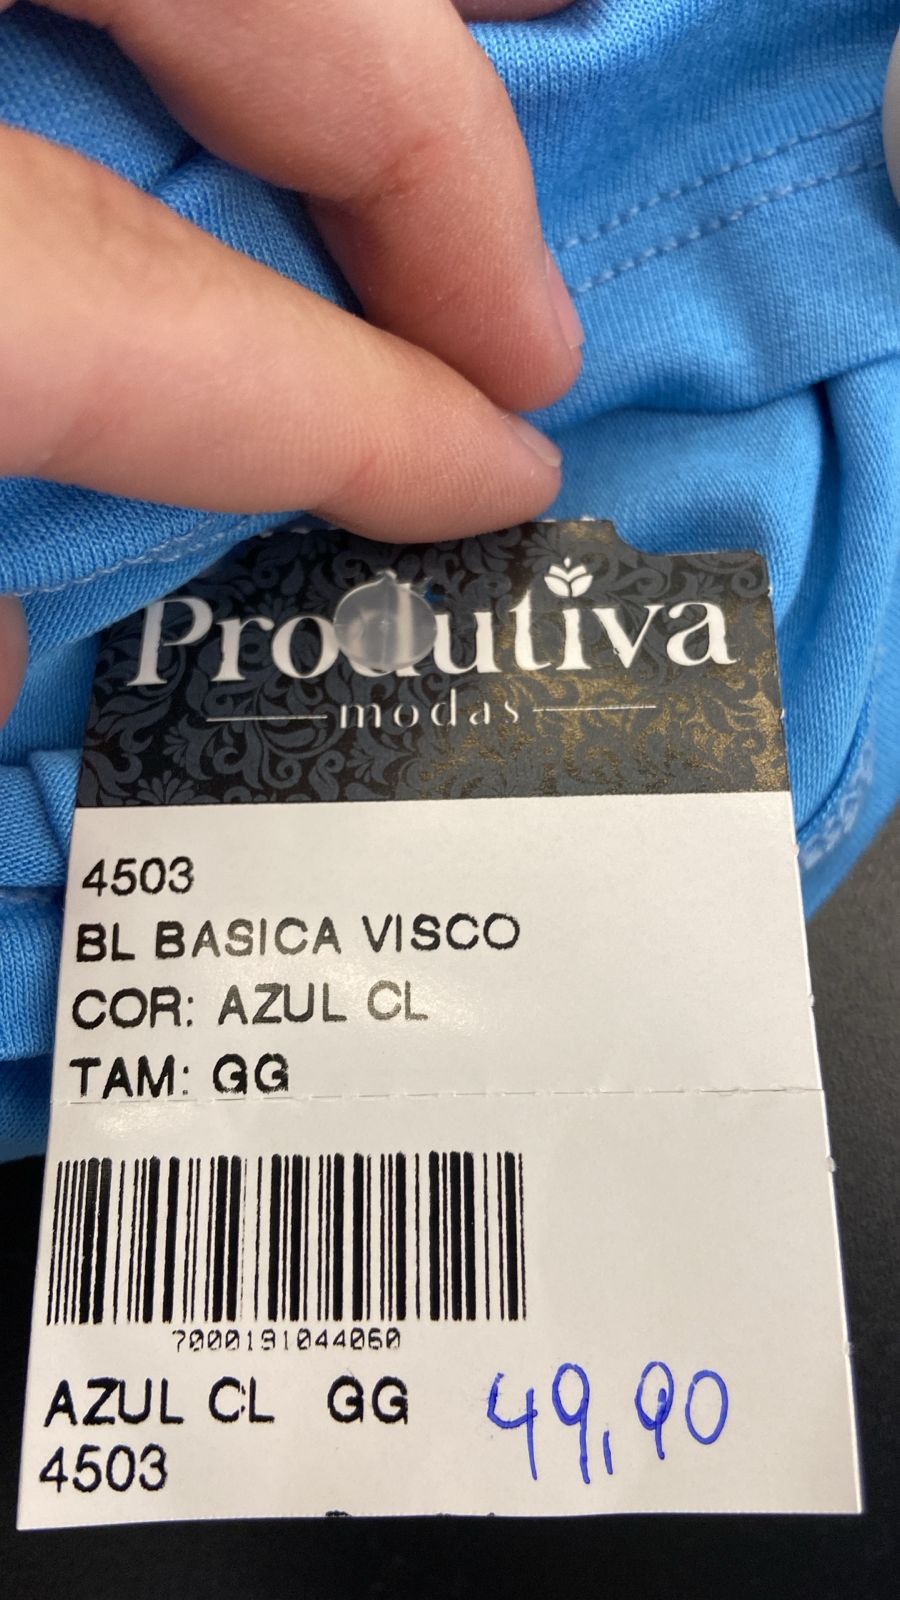 Produtiva
modas
4503
BL BASICA VISCO
COR: AZUL CL
TAM: GG
7000191044060
AZUL CL GG
49,90
4503